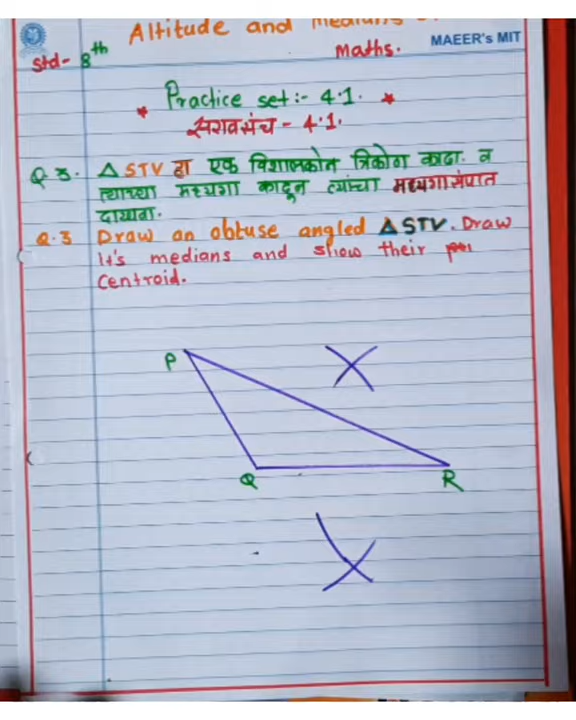 Altitude and medians
MAEER's MIT
Std- 8th
Maths.
* Practice set :- 4.1. *
सरावसंच - 4.1.
Q 3. Δ STV हा एक विशालकोन त्रिकोण काढा. व
त्याच्या मध्यगा काढून त्यांचा मध्यगासंपात
दाखवा.
Q.3 Draw an obtuse angled Δ STV. Draw
it's medians and show their
Centroid.
P
Q
R